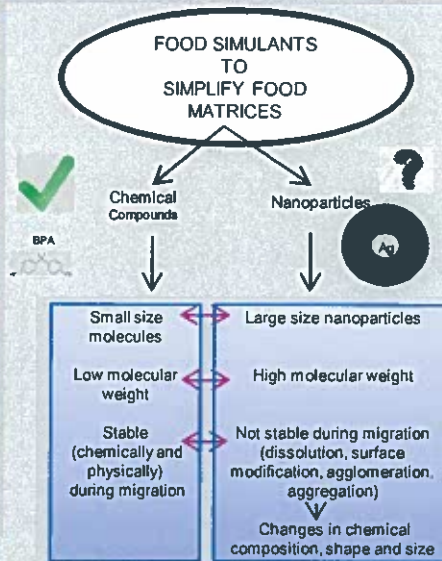 FOOD SIMULANTS
TO
SIMPLIFY FOOD
MATRICES
Chemical
Compounds
Nanoparticles
?
BPA
Ag
Small size
molecules
Large size nanoparticles
Low molecular
weight
High molecular weight
Stable
(chemically and
physically)
during migration
Not stable during migration
(dissolution, surface
modification, agglomeration,
aggregation)
Changes in chemical
composition, shape and size